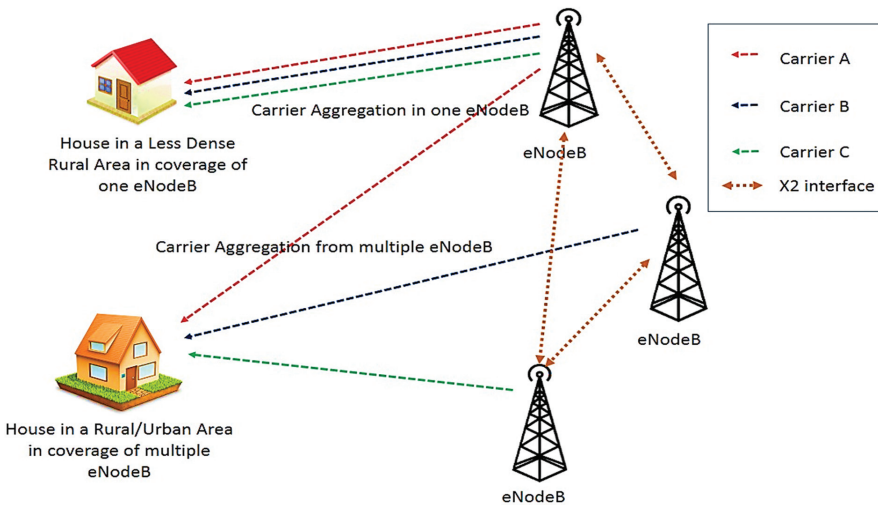 Carrier A
Carrier B
Carrier C
X2 interface
Carrier Aggregation in one eNodeB
House in a Less Dense
Rural Area in coverage of
one eNodeB
eNodeB
Carrier Aggregation from multiple eNodeB
eNodeB
House in a Rural/Urban Area
in coverage of multiple
eNodeB
eNodeB